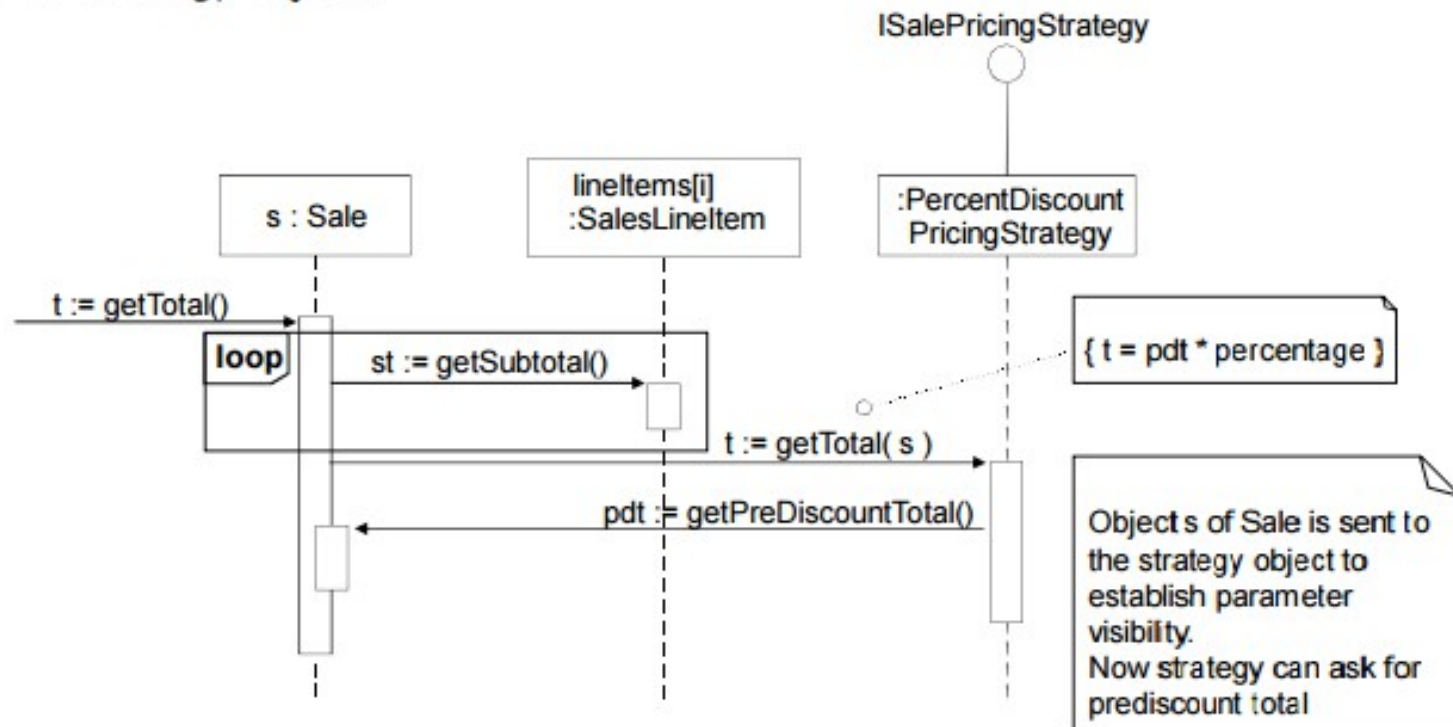 ISalePricingStrategy
s : Sale
lineItems[i]
:SalesLineItem
:PercentDiscount
PricingStrategy
t := getTotal()
loop
st := getSubtotal()
{ t = pdt * percentage }
t := getTotal( s )
pdt := getPreDiscountTotal()
Object s of Sale is sent to
the strategy object to
establish parameter
visibility.
Now strategy can ask for
prediscount total